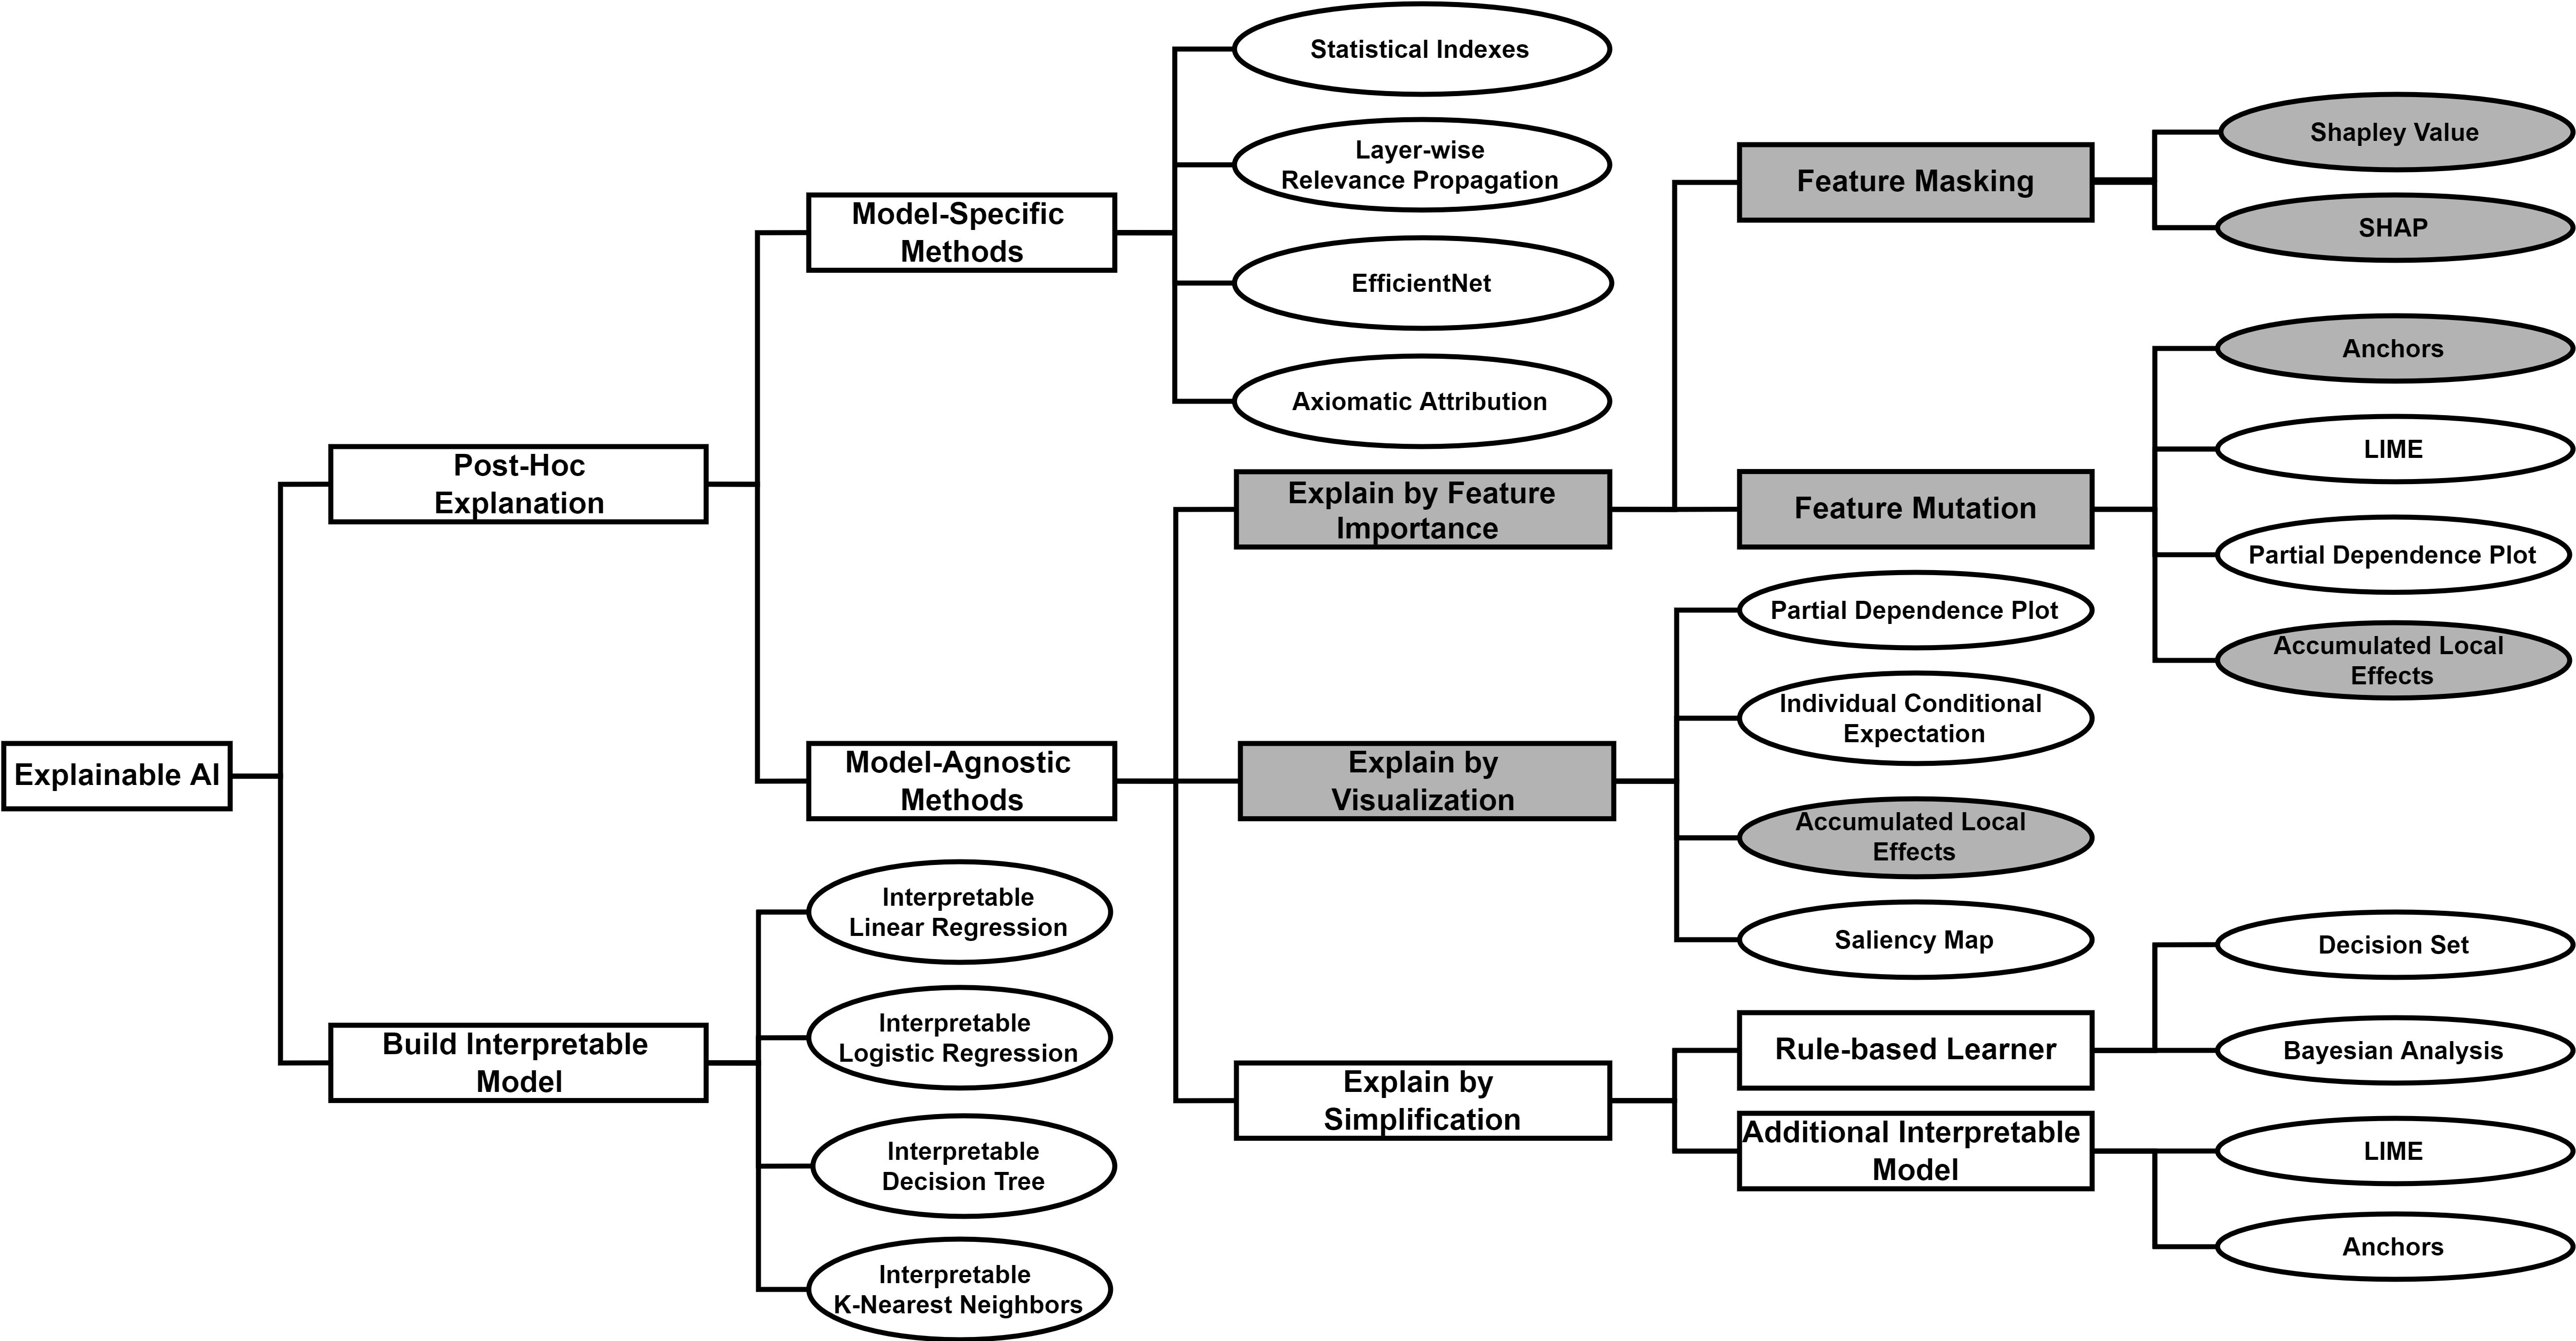 Explainable AI
Post-Hoc
Explanation
Build Interpretable
Model
Model-Specific
Methods
Model-Agnostic
Methods
Interpretable
Linear Regression
Interpretable
Logistic Regression
Interpretable
Decision Tree
Interpretable
K-Nearest Neighbors
Statistical Indexes
Layer-wise
Relevance Propagation
EfficientNet
Axiomatic Attribution
Explain by Feature
Importance
Explain by
Visualization
Explain by
Simplification
Feature Masking
Feature Mutation
Partial Dependence Plot
Individual Conditional
Expectation
Accumulated Local
Effects
Saliency Map
Rule-based Learner
Additional Interpretable
Model
Shapley Value
SHAP
Anchors
LIME
Partial Dependence Plot
Accumulated Local
Effects
Decision Set
Bayesian Analysis
LIME
Anchors